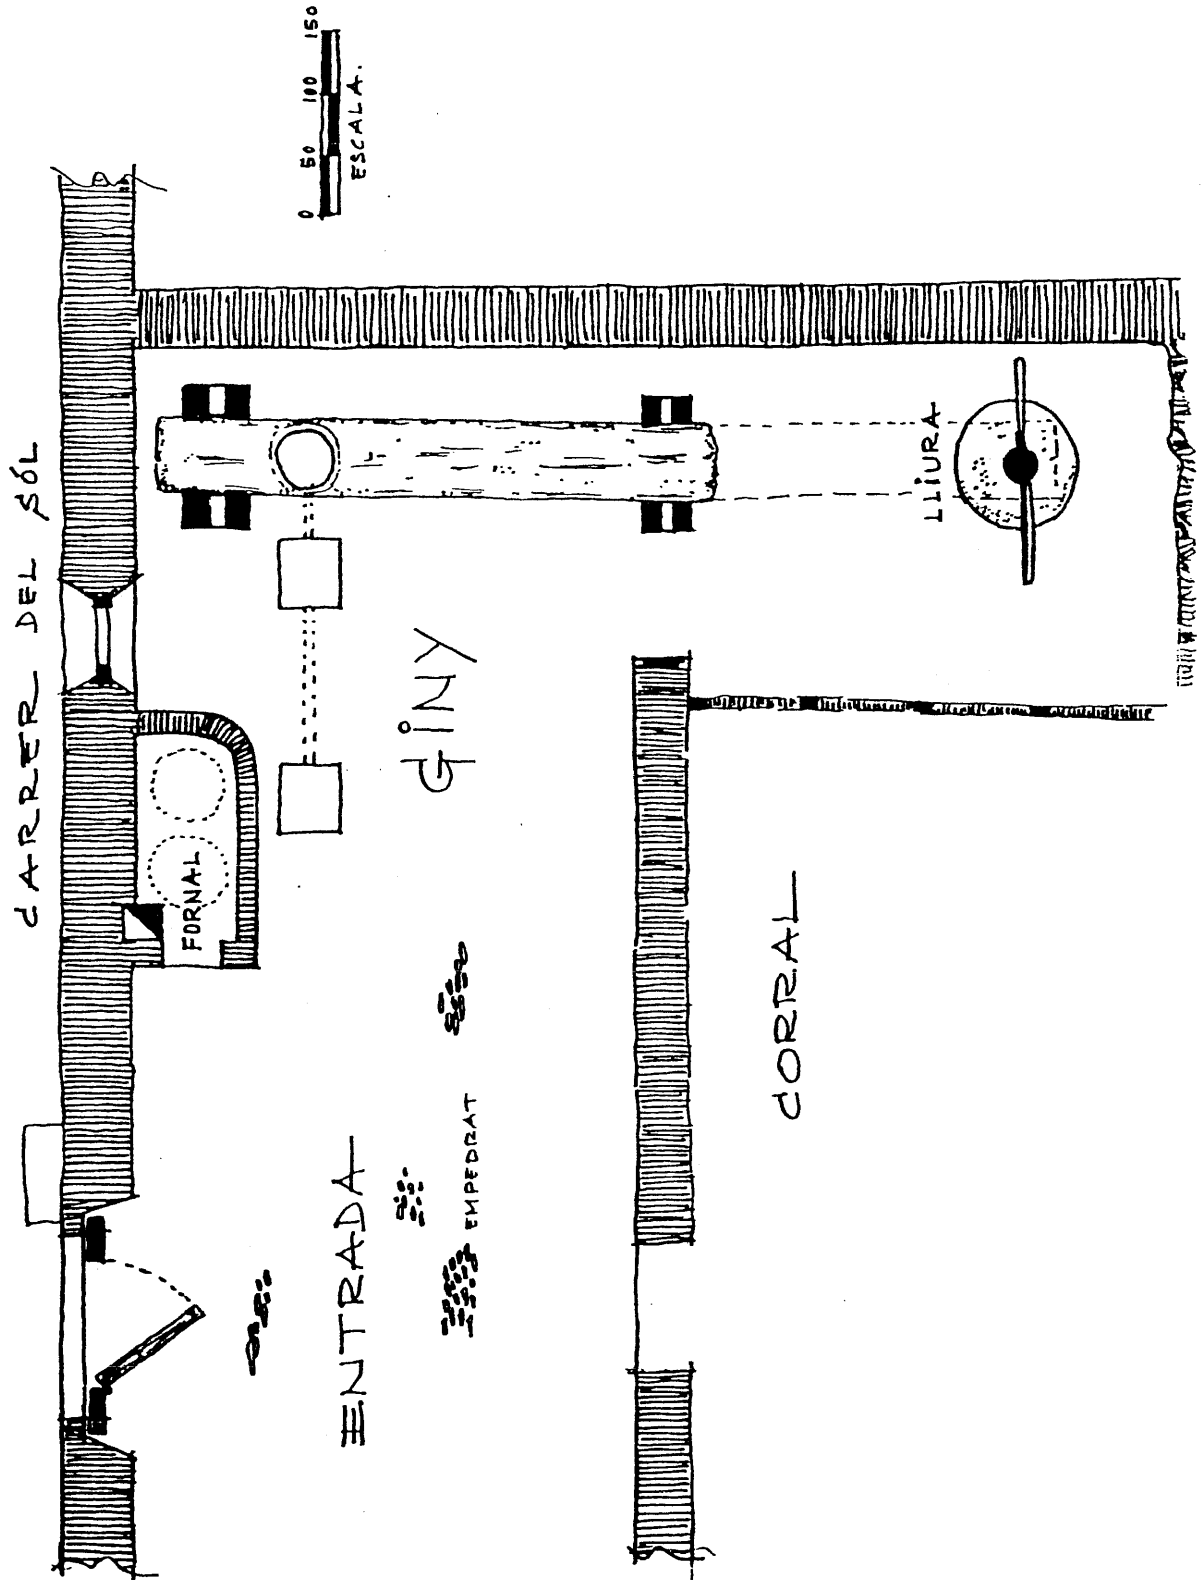 CARRER DEL SÓL
FORNAL
0 50 100 150
ESCALA.
ENTRADA
GINY
EMPEDRAT
CORRAL
LLIURA